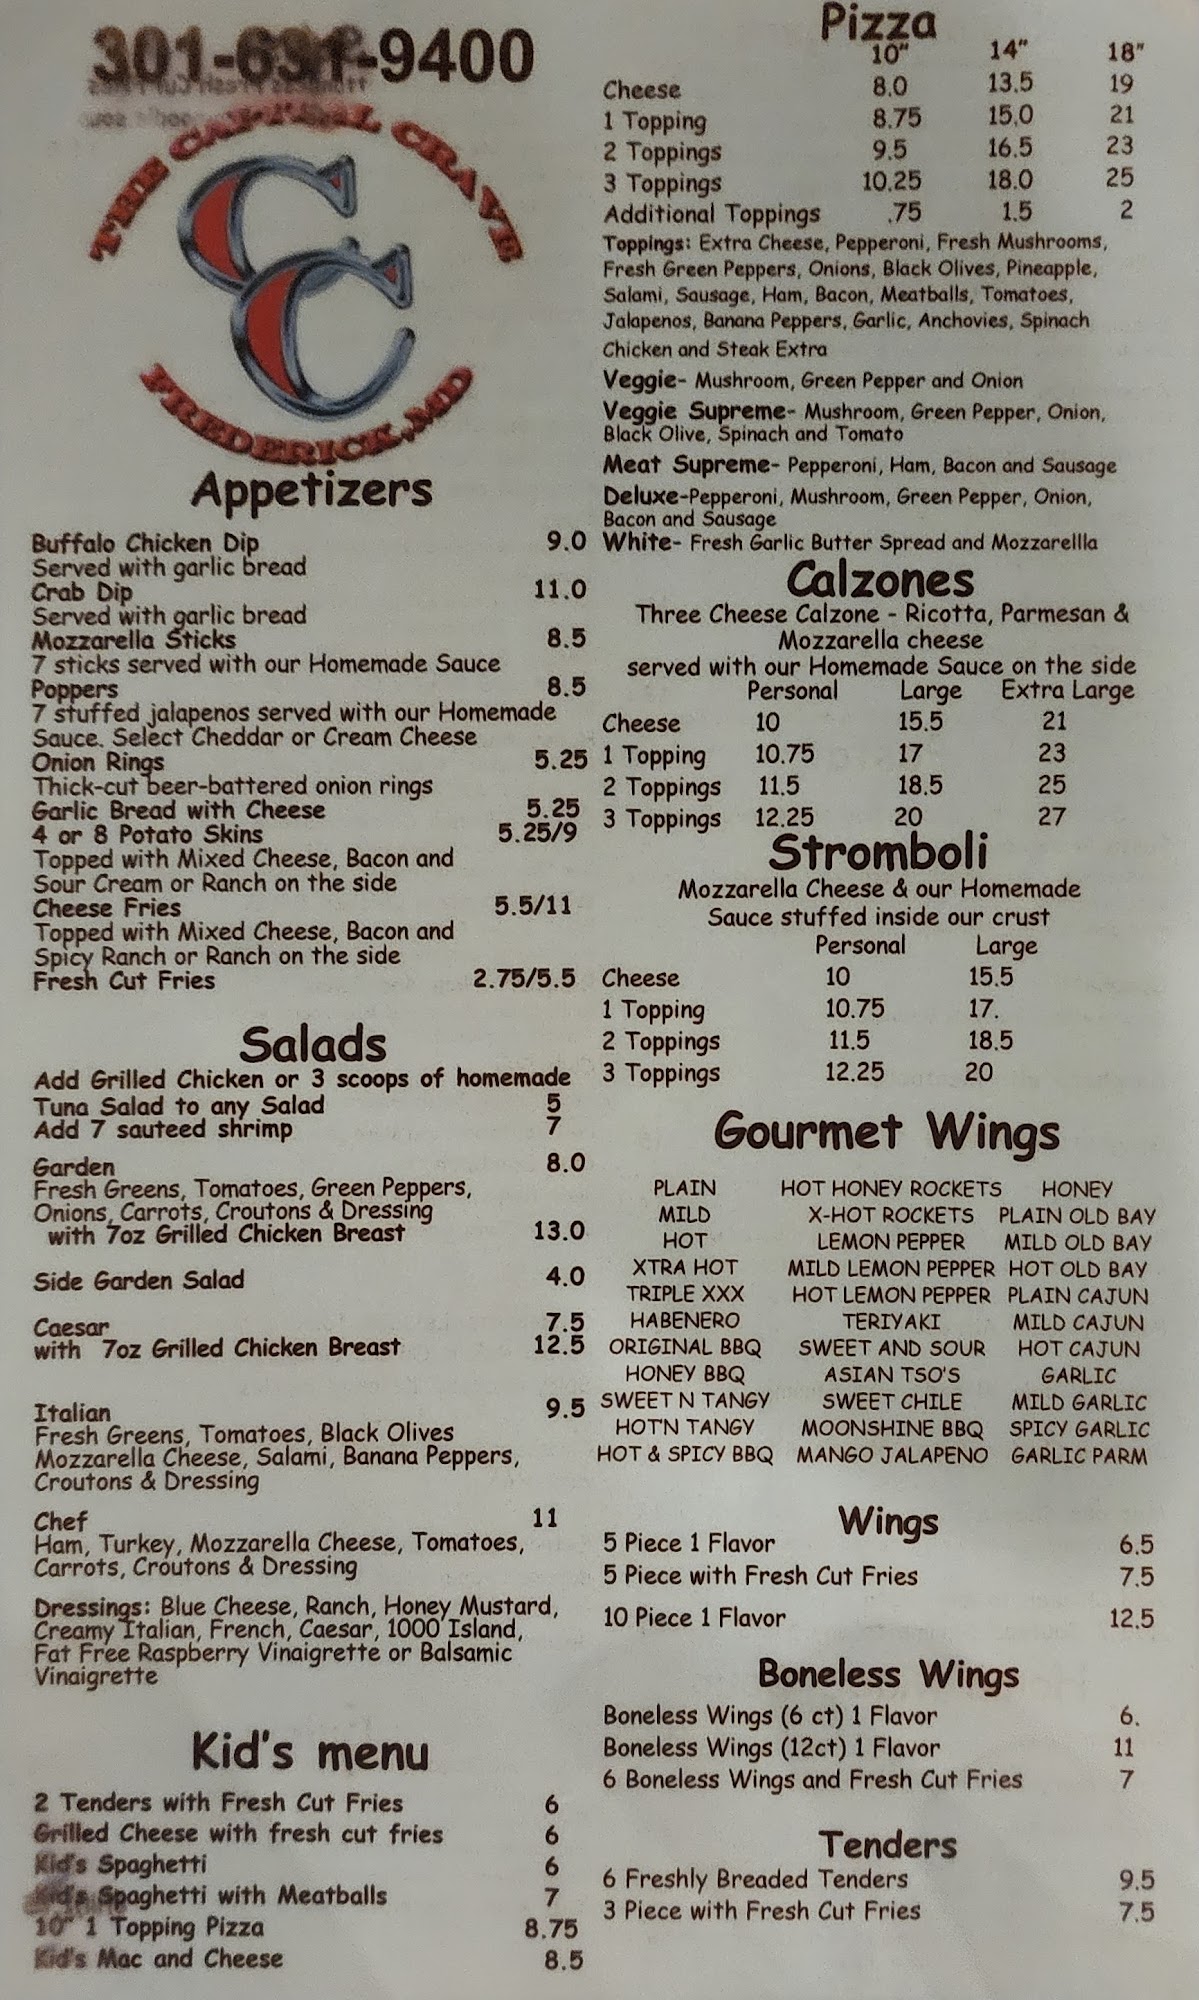 301-631-9400
THE CAPITAL CRAVE
CC
FREDERICK, MD
Appetizers
Buffalo Chicken Dip 9.0
Served with garlic bread
Crab Dip 11.0
Served with garlic bread
Mozzarella Sticks 8.5
7 sticks served with our Homemade Sauce
Poppers 8.5
7 stuffed jalapenos served with our Homemade
Sauce. Select Cheddar or Cream Cheese
Onion Rings 5.25
Thick-cut beer-battered onion rings
Garlic Bread with Cheese 5.25
4 or 8 Potato Skins 5.25/9
Topped with Mixed Cheese, Bacon and
Sour Cream or Ranch on the side
Cheese Fries 5.5/11
Topped with Mixed Cheese, Bacon and
Spicy Ranch or Ranch on the side
Fresh Cut Fries 2.75/5.5
Salads
Add Grilled Chicken or 3 scoops of homemade
Tuna Salad to any Salad 5
Add 7 sauteed shrimp 7
Garden 8.0
Fresh Greens, Tomatoes, Green Peppers,
Onions, Carrots, Croutons & Dressing
with 7oz Grilled Chicken Breast 13.0
Side Garden Salad 4.0
Caesar 7.5
with 7oz Grilled Chicken Breast 12.5
Italian 9.5
Fresh Greens, Tomatoes, Black Olives
Mozzarella Cheese, Salami, Banana Peppers,
Croutons & Dressing
Chef 11
Ham, Turkey, Mozzarella Cheese, Tomatoes,
Carrots, Croutons & Dressing
Dressings: Blue Cheese, Ranch, Honey Mustard,
Creamy Italian, French, Caesar, 1000 Island,
Fat Free Raspberry Vinaigrette or Balsamic
Vinaigrette
Kid's menu
2 Tenders with Fresh Cut Fries 6
Grilled Cheese with fresh cut fries 6
Kid's Spaghetti 6
Kid's Spaghetti with Meatballs 7
10" 1 Topping Pizza 8.75
Kid's Mac and Cheese 8.5
Pizza
10" 14" 18"
Cheese 8.0 13.5 19
1 Topping 8.75 15.0 21
2 Toppings 9.5 16.5 23
3 Toppings 10.25 18.0 25
Additional Toppings .75 1.5 2
Toppings: Extra Cheese, Pepperoni, Fresh Mushrooms,
Fresh Green Peppers, Onions, Black Olives, Pineapple,
Salami, Sausage, Ham, Bacon, Meatballs, Tomatoes,
Jalapenos, Banana Peppers, Garlic, Anchovies, Spinach
Chicken and Steak Extra
Veggie- Mushroom, Green Pepper and Onion
Veggie Supreme- Mushroom, Green Pepper, Onion,
Black Olive, Spinach and Tomato
Meat Supreme- Pepperoni, Ham, Bacon and Sausage
Deluxe-Pepperoni, Mushroom, Green Pepper, Onion,
Bacon and Sausage
White- Fresh Garlic Butter Spread and Mozzarellla
Calzones
Three Cheese Calzone - Ricotta, Parmesan &
Mozzarella cheese
served with our Homemade Sauce on the side
Personal Large Extra Large
Cheese 10 15.5 21
1 Topping 10.75 17 23
2 Toppings 11.5 18.5 25
3 Toppings 12.25 20 27
Stromboli
Mozzarella Cheese & our Homemade
Sauce stuffed inside our crust
Personal Large
Cheese 10 15.5
1 Topping 10.75 17.
2 Toppings 11.5 18.5
3 Toppings 12.25 20
Gourmet Wings
PLAIN HOT HONEY ROCKETS HONEY
MILD X-HOT ROCKETS PLAIN OLD BAY
HOT LEMON PEPPER MILD OLD BAY
XTRA HOT MILD LEMON PEPPER HOT OLD BAY
TRIPLE XXX HOT LEMON PEPPER PLAIN CAJUN
HABENERO TERIYAKI MILD CAJUN
ORIGINAL BBQ SWEET AND SOUR HOT CAJUN
HONEY BBQ ASIAN TSO'S GARLIC
SWEET N TANGY SWEET CHILE MILD GARLIC
HOT'N TANGY MOONSHINE BBQ SPICY GARLIC
HOT & SPICY BBQ MANGO JALAPENO GARLIC PARM
Wings
5 Piece 1 Flavor 6.5
5 Piece with Fresh Cut Fries 7.5
10 Piece 1 Flavor 12.5
Boneless Wings
Boneless Wings (6 ct) 1 Flavor 6.
Boneless Wings (12ct) 1 Flavor 11
6 Boneless Wings and Fresh Cut Fries 7
Tenders
6 Freshly Breaded Tenders 9.5
3 Piece with Fresh Cut Fries 7.5